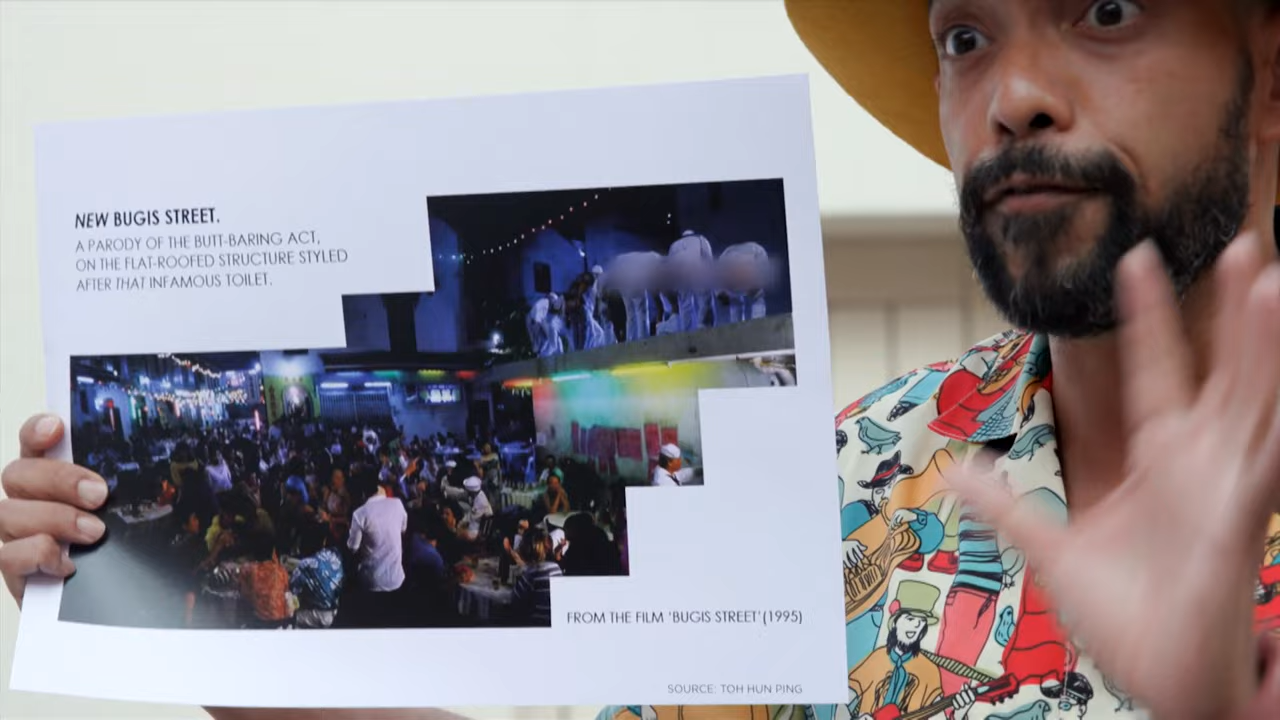 NEW BUGIS STREET.
A PARODY OF THE BUTT-BARING ACT,
ON THE FLAT-ROOFED STRUCTURE STYLED
AFTER THAT INFAMOUS TOILET.
FROM THE FILM ‘BUGIS STREET’ (1995)
SOURCE: TOH HUN PING